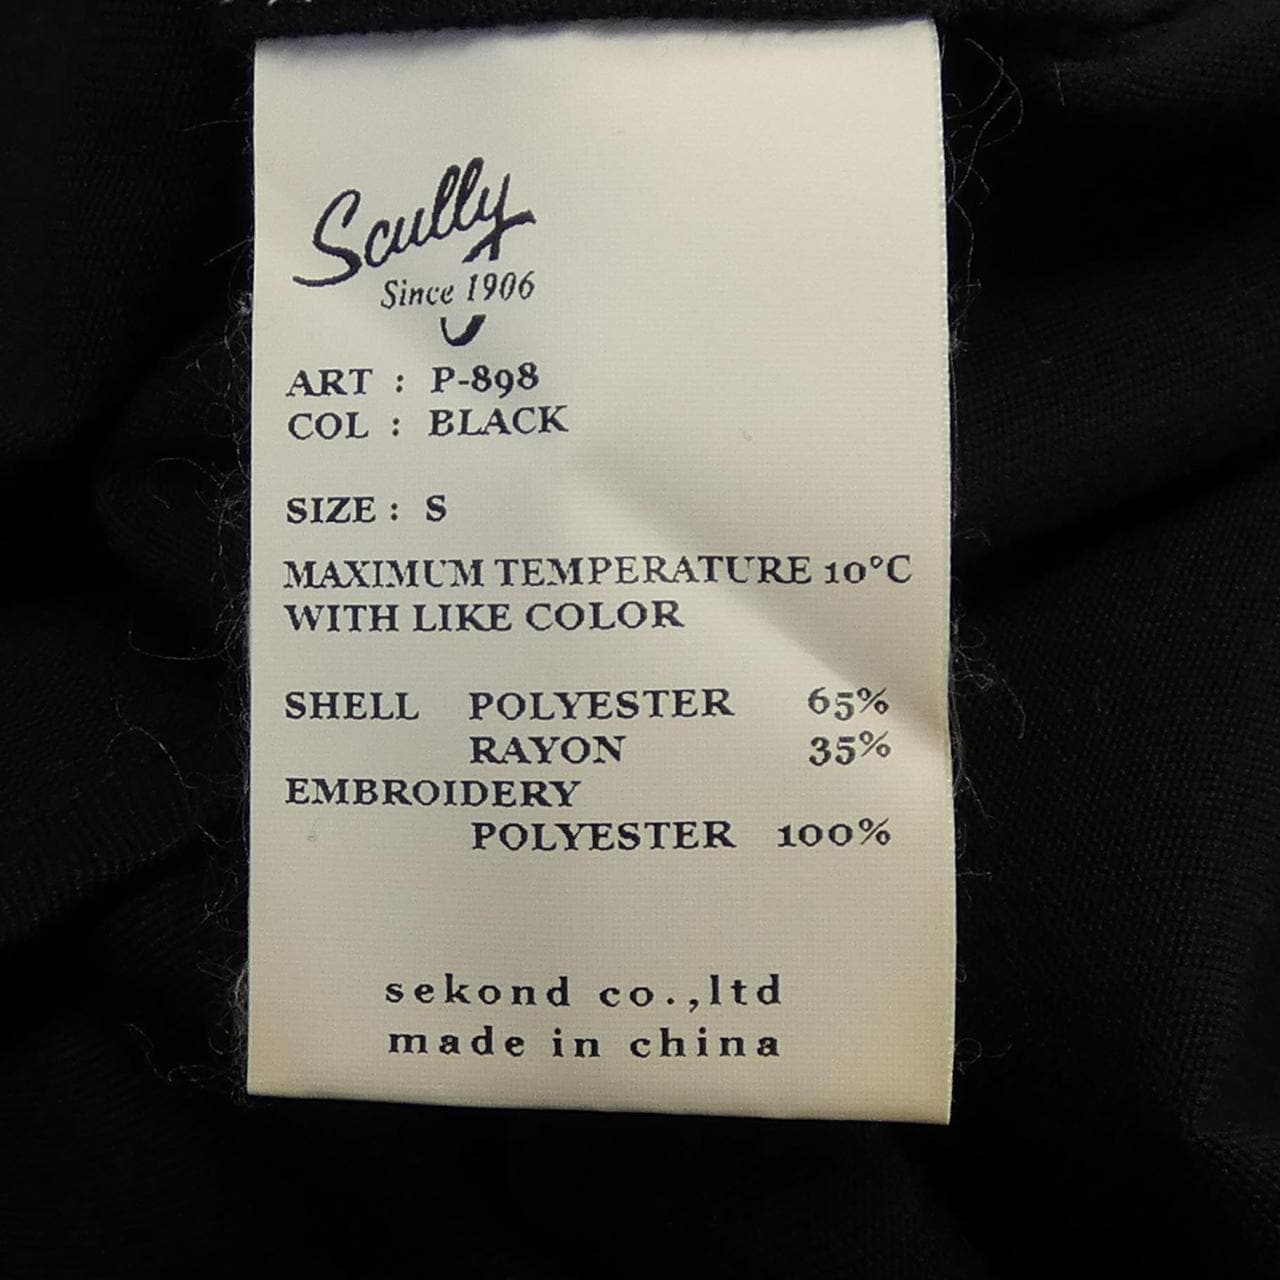 Scully
Since 1906
ART : P-898
COL : BLACK
SIZE : S
MAXIMUM TEMPERATURE 10°C
WITH LIKE COLOR
SHELL POLYESTER 65%
RAYON 35%
EMBROIDERY
POLYESTER 100%
sekond co.,ltd
made in china